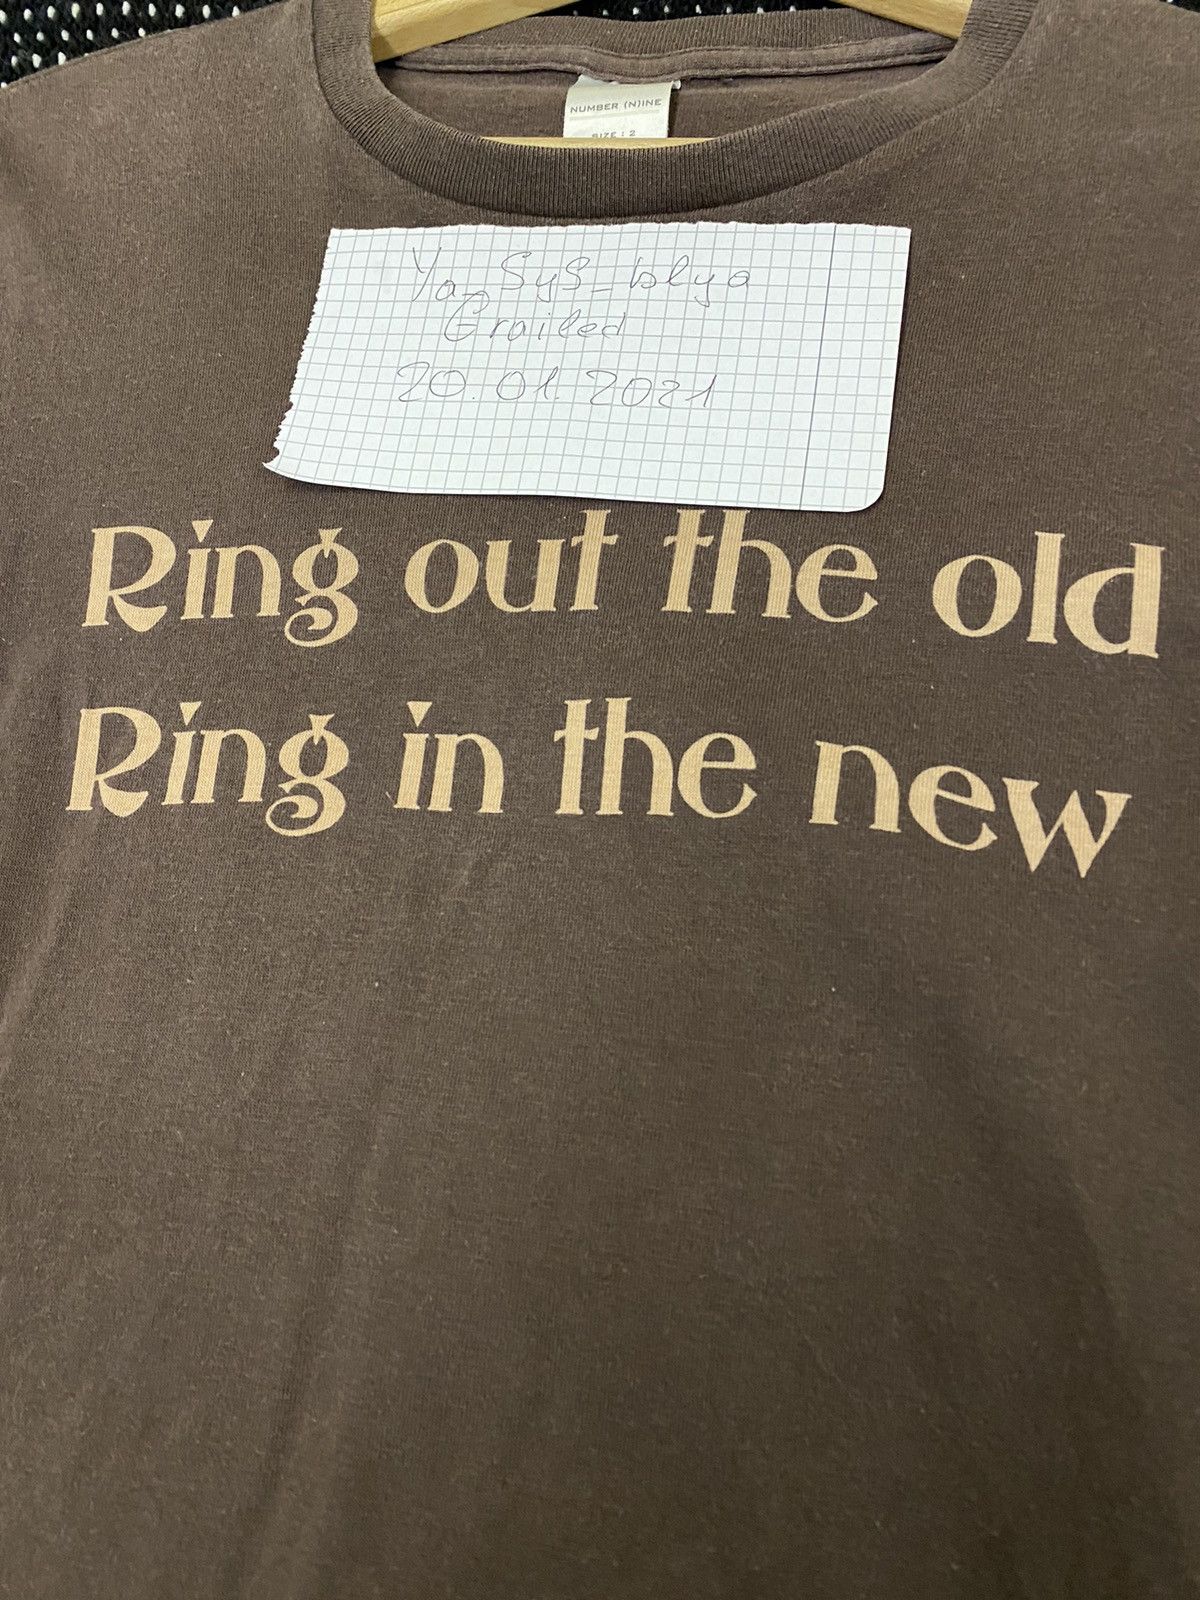 NUMBER (N)INE
SIZE : 2
Ya_SyS_blya
Grailed
20.01.2021
Ring out the old
Ring in the new